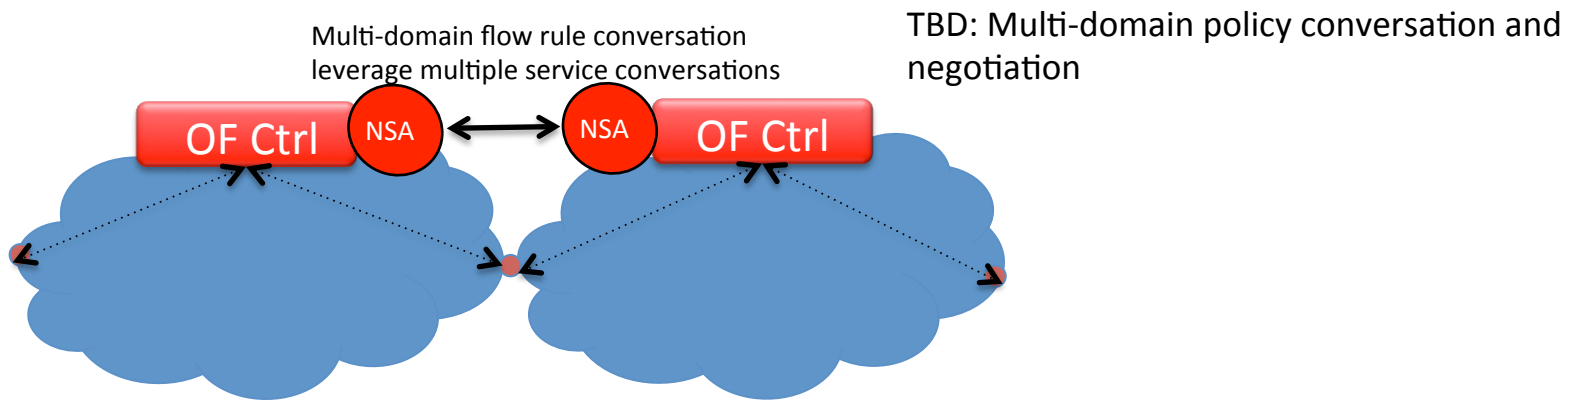 Multi-domain flow rule conversation
leverage multiple service conversations
TBD: Multi-domain policy conversation and
negotiation
OF Ctrl
NSA
NSA
OF Ctrl